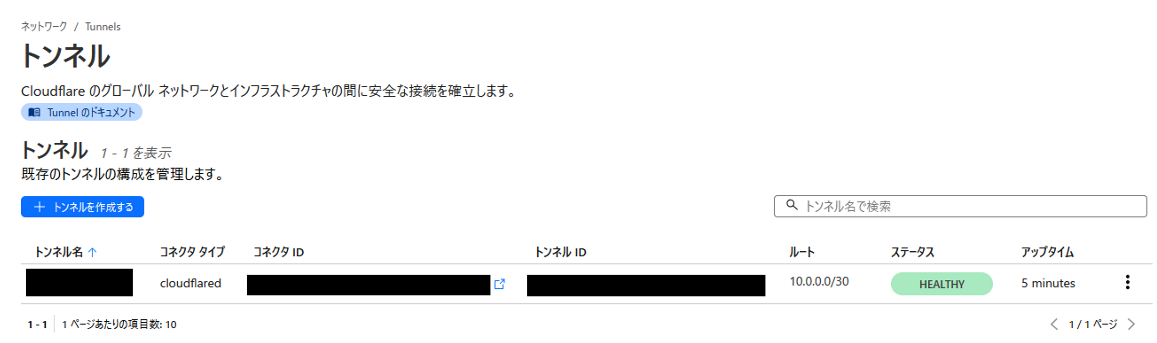 ネットワーク / Tunnels
トンネル
Cloudflare のグローバル ネットワークとインフラストラクチャの間に安全な接続を確立します。
Tunnel のドキュメント
トンネル 1 - 1 を表示
既存のトンネルの構成を管理します。
＋ トンネルを作成する
トンネル名で検索
トンネル名 ↑ コネクタ タイプ コネクタ ID トンネル ID ルート ステータス アップタイム
cloudflared 10.0.0.0/30 HEALTHY 5 minutes
1 - 1 1 ページあたりの項目数: 10 1 / 1 ページ